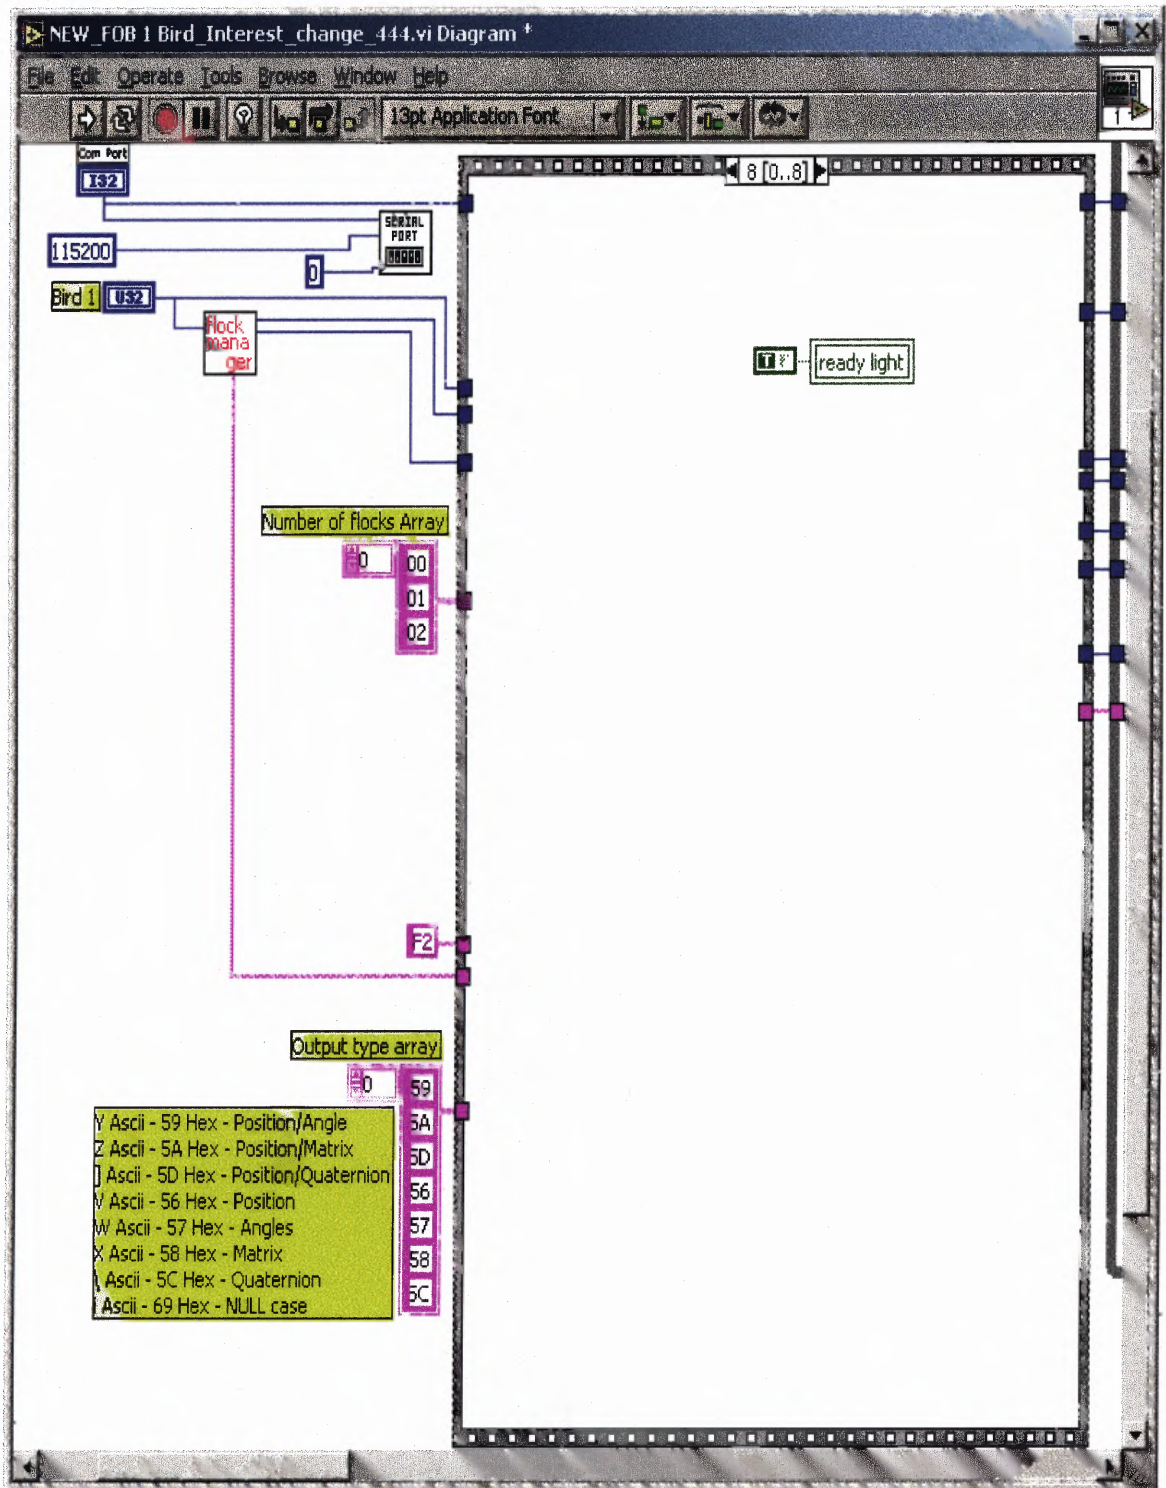 NEW_FOB 1 Bird_Interest_change_444.vi Diagram *
File Edit Operate Tools Browse Window Help
13pt Application Font
1
Com Port
I32
8 [0..8]
SERIAL
PORT
115200
0
Bird 1
U32
flock
mana
ger
T
ready light
Number of flocks Array
0
00
01
02
F2
Output type array
0
59
5A
5D
56
57
58
5C
Y Ascii - 59 Hex - Position/Angle
Z Ascii - 5A Hex - Position/Matrix
] Ascii - 5D Hex - Position/Quaternion
V Ascii - 56 Hex - Position
W Ascii - 57 Hex - Angles
X Ascii - 58 Hex - Matrix
\ Ascii - 5C Hex - Quaternion
i Ascii - 69 Hex - NULL case